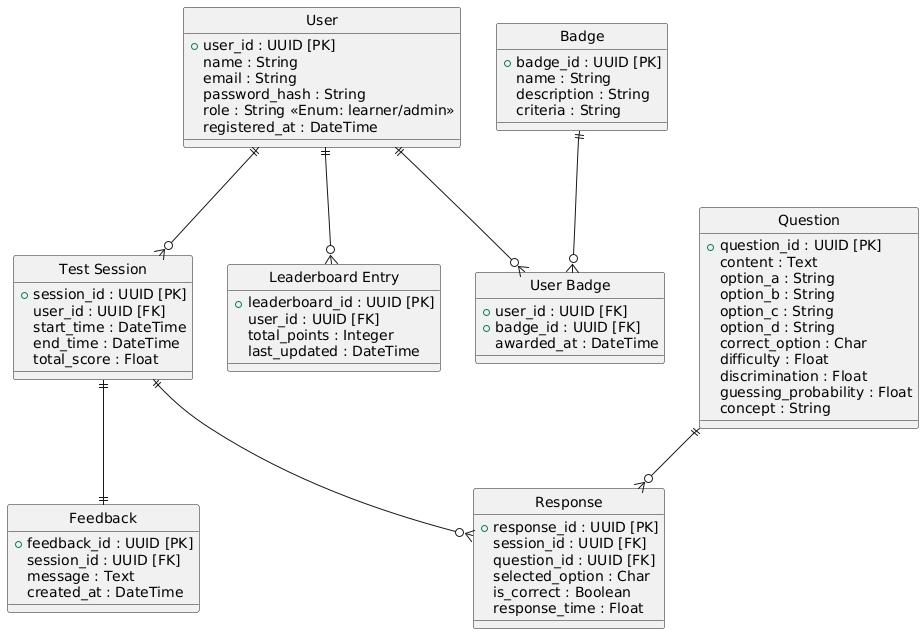 User
user_id : UUID [PK]
name : String
email : String
password_hash : String
role : String «Enum: learner/admin»
registered_at : DateTime
Badge
badge_id : UUID [PK]
name : String
description : String
criteria : String
Question
question_id : UUID [PK]
content : Text
option_a : String
option_b : String
option_c : String
option_d : String
correct_option : Char
difficulty : Float
discrimination : Float
guessing_probability : Float
concept : String
Test Session
session_id : UUID [PK]
user_id : UUID [FK]
start_time : DateTime
end_time : DateTime
total_score : Float
Leaderboard Entry
leaderboard_id : UUID [PK]
user_id : UUID [FK]
total_points : Integer
last_updated : DateTime
User Badge
user_id : UUID [FK]
badge_id : UUID [FK]
awarded_at : DateTime
Feedback
feedback_id : UUID [PK]
session_id : UUID [FK]
message : Text
created_at : DateTime
Response
response_id : UUID [PK]
session_id : UUID [FK]
question_id : UUID [FK]
selected_option : Char
is_correct : Boolean
response_time : Float